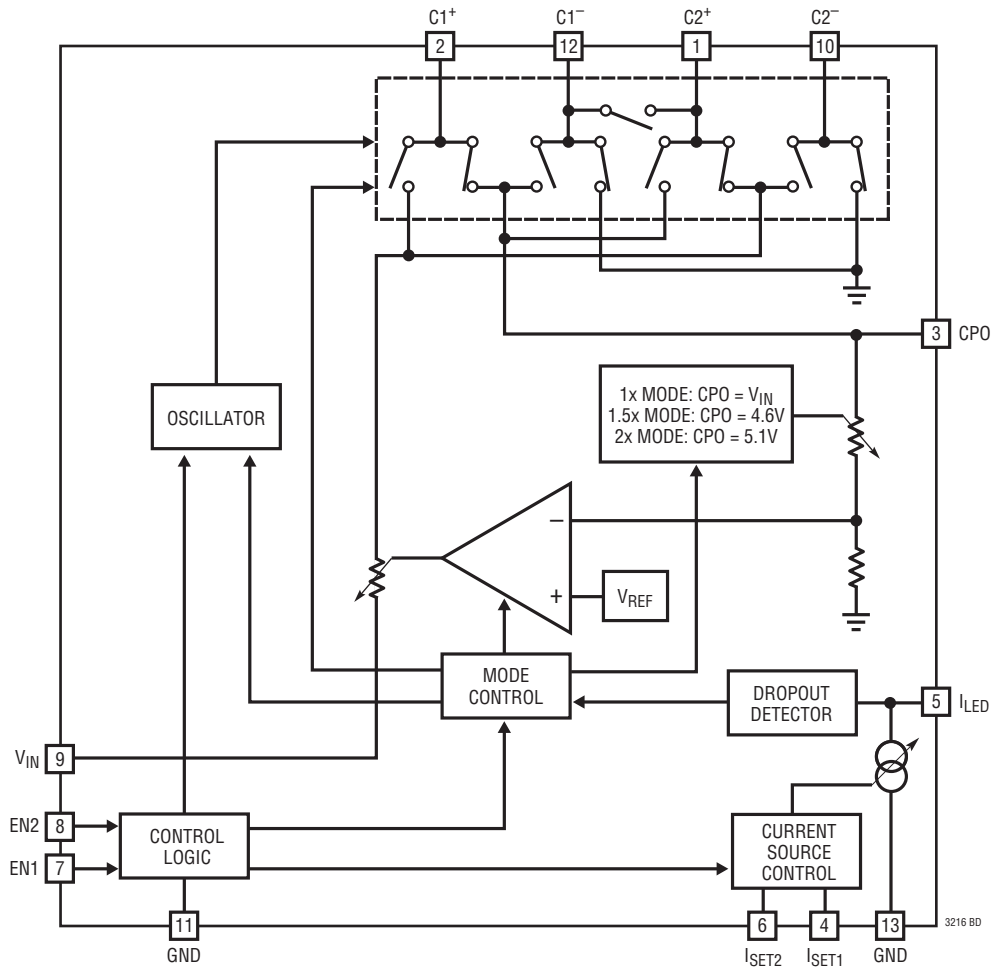 C1+ C1− C2+ C2−
2 12 1 10
3 CPO
1x MODE: CPO = VIN
1.5x MODE: CPO = 4.6V
2x MODE: CPO = 5.1V
OSCILLATOR
−
+
VREF
MODE
CONTROL
DROPOUT
DETECTOR
5 ILED
VIN 9
EN2 8
EN1 7
CONTROL
LOGIC
CURRENT
SOURCE
CONTROL
11 6 4 13
GND ISET2 ISET1 GND
3216 BD